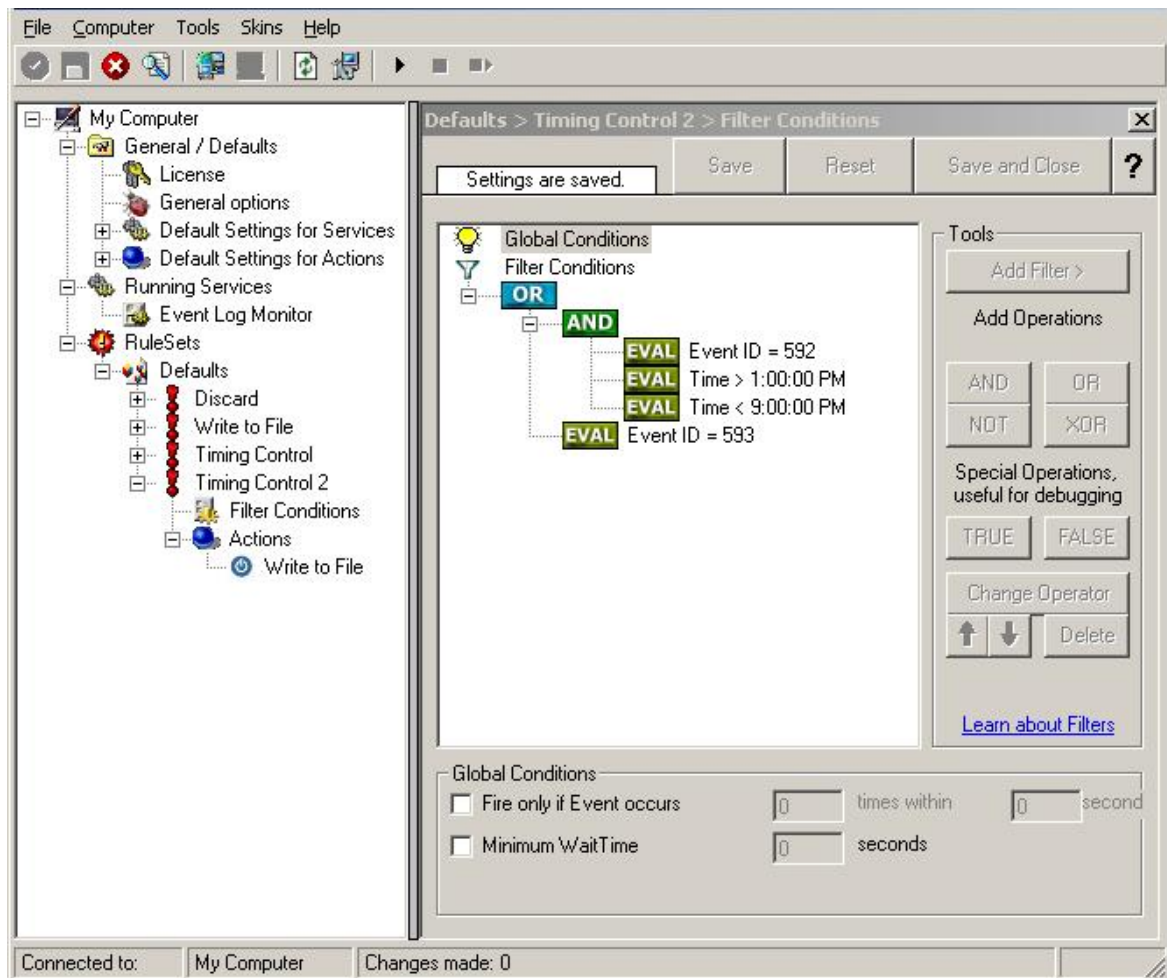 File Computer Tools Skins Help
My Computer
General / Defaults
License
General options
Default Settings for Services
Default Settings for Actions
Running Services
Event Log Monitor
RuleSets
Defaults
Discard
Write to File
Timing Control
Timing Control 2
Filter Conditions
Actions
Write to File
Defaults > Timing Control 2 > Filter Conditions
Settings are saved.
Save
Reset
Save and Close
?
Global Conditions
Filter Conditions
OR
AND
EVAL Event ID = 592
EVAL Time > 1:00:00 PM
EVAL Time < 9:00:00 PM
EVAL Event ID = 593
Tools
Add Filter >
Add Operations
AND OR
NOT XOR
Special Operations,
useful for debugging
TRUE FALSE
Change Operator
Delete
Learn about Filters
Global Conditions
Fire only if Event occurs 0 times within 0 second
Minimum WaitTime 0 seconds
Connected to: My Computer Changes made: 0